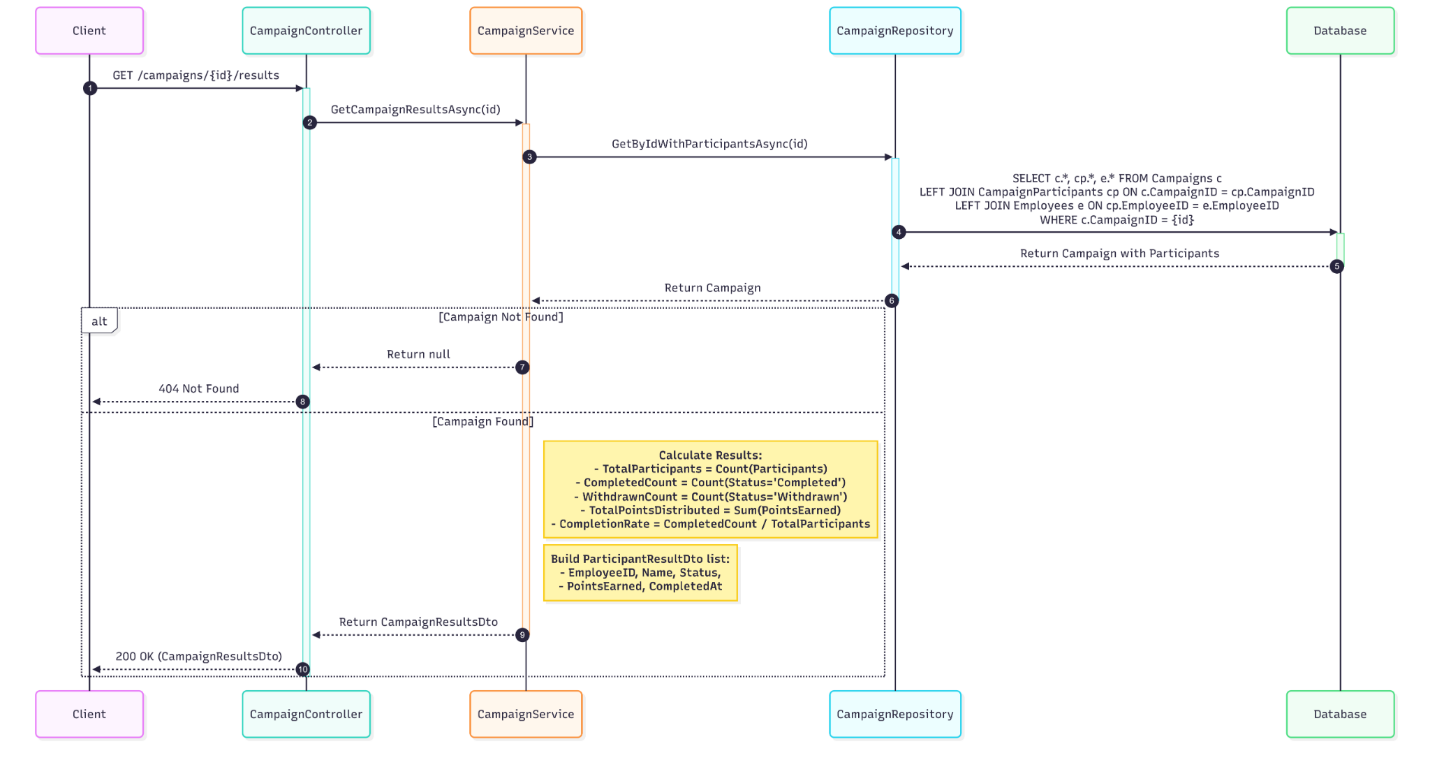 Client
CampaignController
CampaignService
CampaignRepository
Database
GET /campaigns/{id}/results
1
GetCampaignResultsAsync(id)
2
GetByIdWithParticipantsAsync(id)
3
SELECT c.*, cp.*, e.* FROM Campaigns c
LEFT JOIN CampaignParticipants cp ON c.CampaignID = cp.CampaignID
LEFT JOIN Employees e ON cp.EmployeeID = e.EmployeeID
WHERE c.CampaignID = {id}
4
Return Campaign with Participants
5
Return Campaign
6
alt
[Campaign Not Found]
Return null
7
404 Not Found
8
[Campaign Found]
Calculate Results:
- TotalParticipants = Count(Participants)
- CompletedCount = Count(Status='Completed')
- WithdrawnCount = Count(Status='Withdrawn')
- TotalPointsDistributed = Sum(PointsEarned)
- CompletionRate = CompletedCount / TotalParticipants
Build ParticipantResultDto list:
- EmployeeID, Name, Status,
- PointsEarned, CompletedAt
Return CampaignResultsDto
9
200 OK (CampaignResultsDto)
10
Client
CampaignController
CampaignService
CampaignRepository
Database